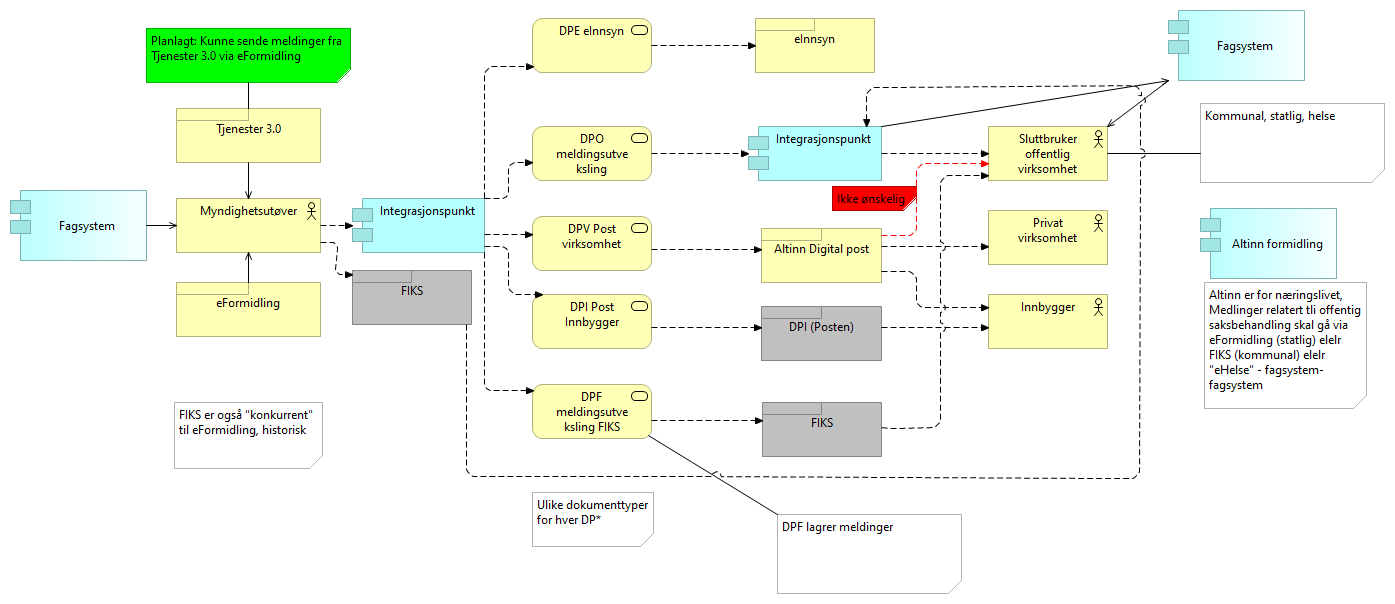 Planlagt: Kunne sende meldinger fra
Tjenester 3.0 via eFormidling
Tjenester 3.0
Fagsystem
Myndighetsutøver
eFormidling
FIKS er også "konkurrent"
til eFormidling, historisk
Integrasjonspunkt
FIKS
DPE eInnsyn
DPO
meldingsutve
ksling
DPV Post
virksomhet
DPI Post
Innbygger
DPF
meldingsutve
ksling FIKS
Ulike dokumenttyper
for hver DP*
eInnsyn
Integrasjonspunkt
Ikke ønskelig
Altinn Digital post
DPI (Posten)
FIKS
DPF lagrer meldinger
Sluttbruker
offentlig
virksomhet
Privat
virksomhet
Innbygger
Fagsystem
Kommunal, statlig, helse
Altinn formidling
Altinn er for næringslivet,
Medlinger relatert tli offentig
saksbehandling skal gå via
eFormidling (statlig) elelr
FIKS (kommunal) elelr
"eHelse" - fagsystem-
fagsystem